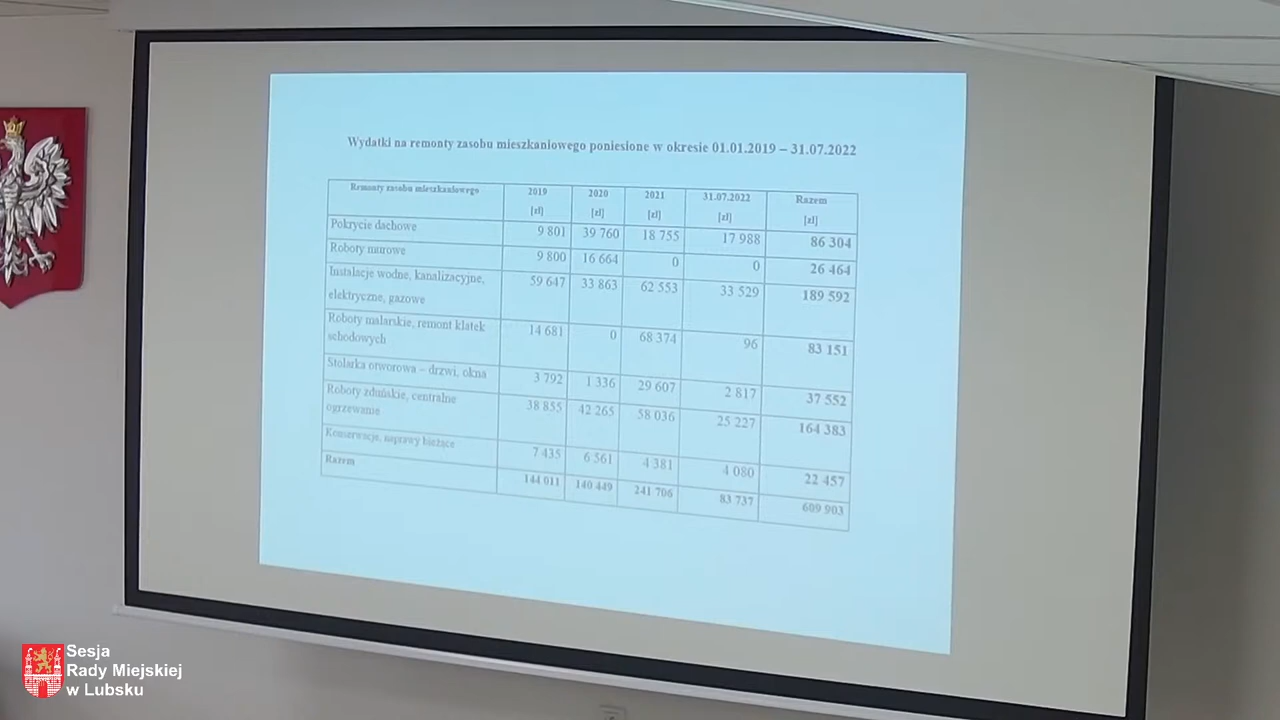 Wydatki na remonty zasobu mieszkaniowego poniesione w okresie 01.01.2019 – 31.07.2022
Remonty zasobu mieszkaniowego 2019 [zł] 2020 [zł] 2021 [zł] 31.07.2022 [zł] Razem [zł]
Pokrycie dachowe 9 801 39 760 18 755 17 988 86 304
Roboty murowe 9 800 16 664 0 0 26 464
Instalacje wodne, kanalizacyjne,
elektryczne, gazowe 59 647 33 863 62 553 33 529 189 592
Roboty malarskie, remont klatek
schodowych 14 681 0 68 374 96 83 151
Stolarka otworowa – drzwi, okna 3 792 1 336 29 607 2 817 37 552
Roboty zduńskie, centralne
ogrzewanie 38 855 42 265 58 036 25 227 164 383
Konserwacje, naprawy bieżące 7 435 6 561 4 381 4 080 22 457
Razem 144 011 140 449 241 706 83 737 609 903
Sesja
Rady Miejskiej
w Lubsku